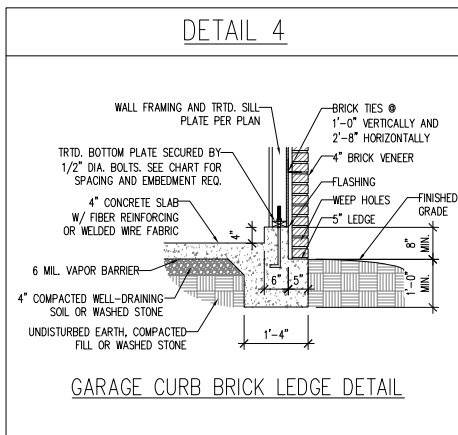 DETAIL 4
WALL FRAMING AND TRTD. SILL
PLATE PER PLAN
TRTD. BOTTOM PLATE SECURED BY
1/2" DIA. BOLTS. SEE CHART FOR
SPACING AND EMBEDMENT REQ.
4" CONCRETE SLAB
W/ FIBER REINFORCING
OR WELDED WIRE FABRIC
6 MIL. VAPOR BARRIER
4" COMPACTED WELL-DRAINING
SOIL OR WASHED STONE
UNDISTURBED EARTH, COMPACTED
FILL OR WASHED STONE
4"
BRICK TIES @
1'-0" VERTICALLY AND
2'-8" HORIZONTALLY
4" BRICK VENEER
FLASHING
WEEP HOLES
5" LEDGE
FINISHED
GRADE
8"
MIN.
1'-0"
MIN.
6"
5"
1'-4"
GARAGE CURB BRICK LEDGE DETAIL